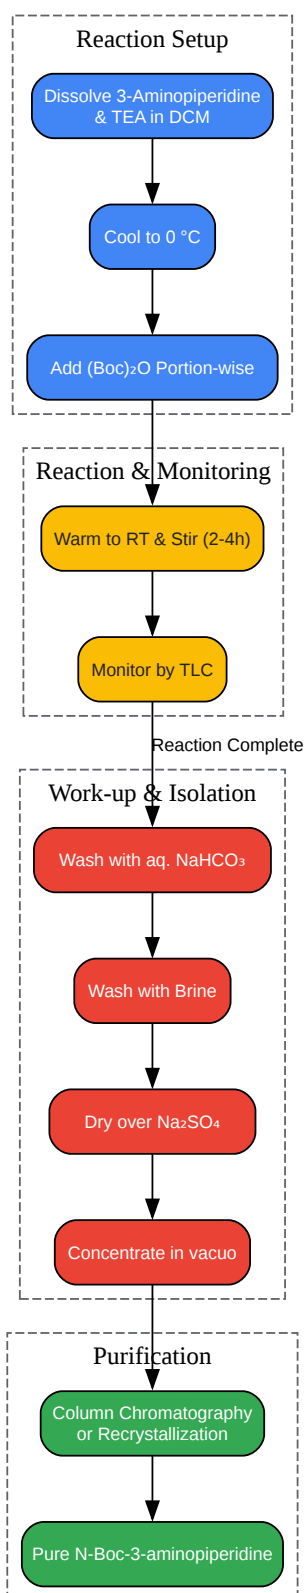 Reaction Setup
Dissolve 3-Aminopiperidine
& TEA in DCM
Cool to 0 °C
Add (Boc)₂O Portion-wise
Reaction & Monitoring
Warm to RT & Stir (2-4h)
Monitor by TLC
Reaction Complete
Work-up & Isolation
Wash with aq. NaHCO₃
Wash with Brine
Dry over Na₂SO₄
Concentrate in vacuo
Purification
Column Chromatography
or Recrystallization
Pure N-Boc-3-aminopiperidine